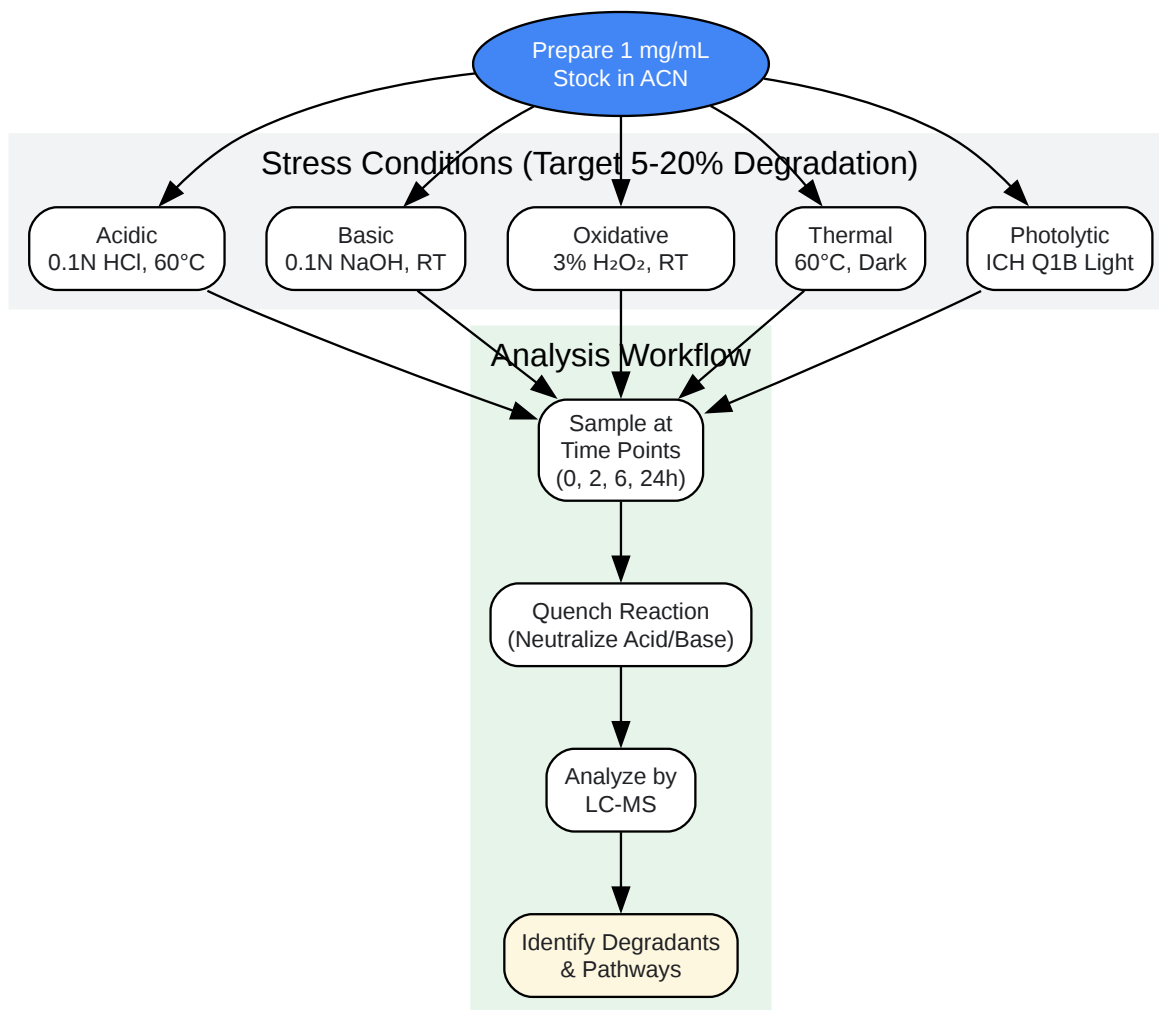 Prepare 1 mg/mL
Stock in ACN
Stress Conditions (Target 5-20% Degradation)
Acidic
0.1N HCl, 60°C
Basic
0.1N NaOH, RT
Oxidative
3% H₂O₂, RT
Thermal
60°C, Dark
Photolytic
ICH Q1B Light
Analysis Workflow
Sample at
Time Points
(0, 2, 6, 24h)
Quench Reaction
(Neutralize Acid/Base)
Analyze by
LC-MS
Identify Degradants
& Pathways